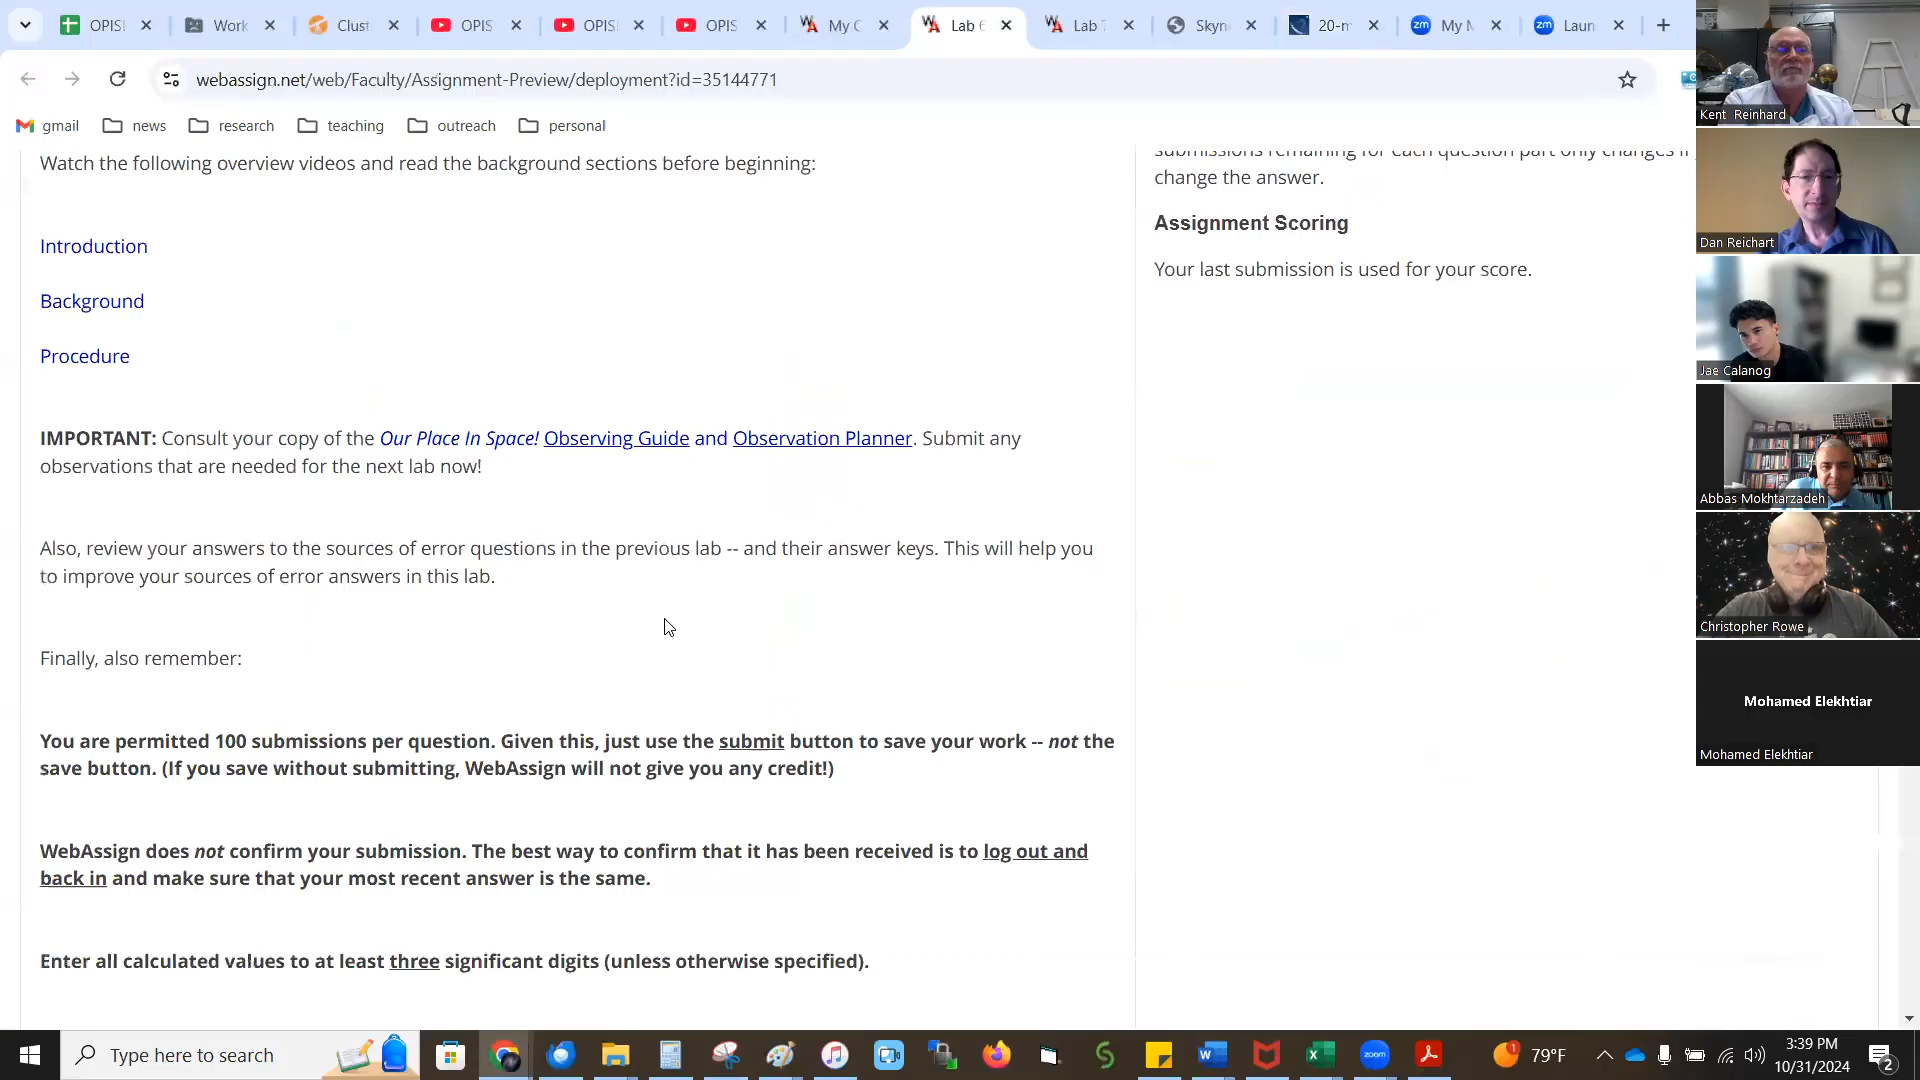 OPIS!
Work
Clust
OPIS
OPIS
OPIS
My C
Lab 6
Lab
Skyn
20-m
My M
Laun
webassign.net/web/Faculty/Assignment-Preview/deployment?id=35144771
gmail
news
research
teaching
outreach
personal
Watch the following overview videos and read the background sections before beginning:
Introduction
Background
Procedure
IMPORTANT: Consult your copy of the Our Place In Space! Observing Guide and Observation Planner. Submit any
observations that are needed for the next lab now!
Also, review your answers to the sources of error questions in the previous lab -- and their answer keys. This will help you
to improve your sources of error answers in this lab.
Finally, also remember:
You are permitted 100 submissions per question. Given this, just use the submit button to save your work -- not the
save button. (If you save without submitting, WebAssign will not give you any credit!)
WebAssign does not confirm your submission. The best way to confirm that it has been received is to log out and
back in and make sure that your most recent answer is the same.
Enter all calculated values to at least three significant digits (unless otherwise specified).
submissions remaining for each question part only changes if
change the answer.
Assignment Scoring
Your last submission is used for your score.
Kent Reinhard
Dan Reichart
Jae Calanog
Abbas Mokhtarzadeh
Christopher Rowe
Mohamed Elekhtiar
Mohamed Elekhtiar
Type here to search
zoom
79°F
3:39 PM
10/31/2024
2